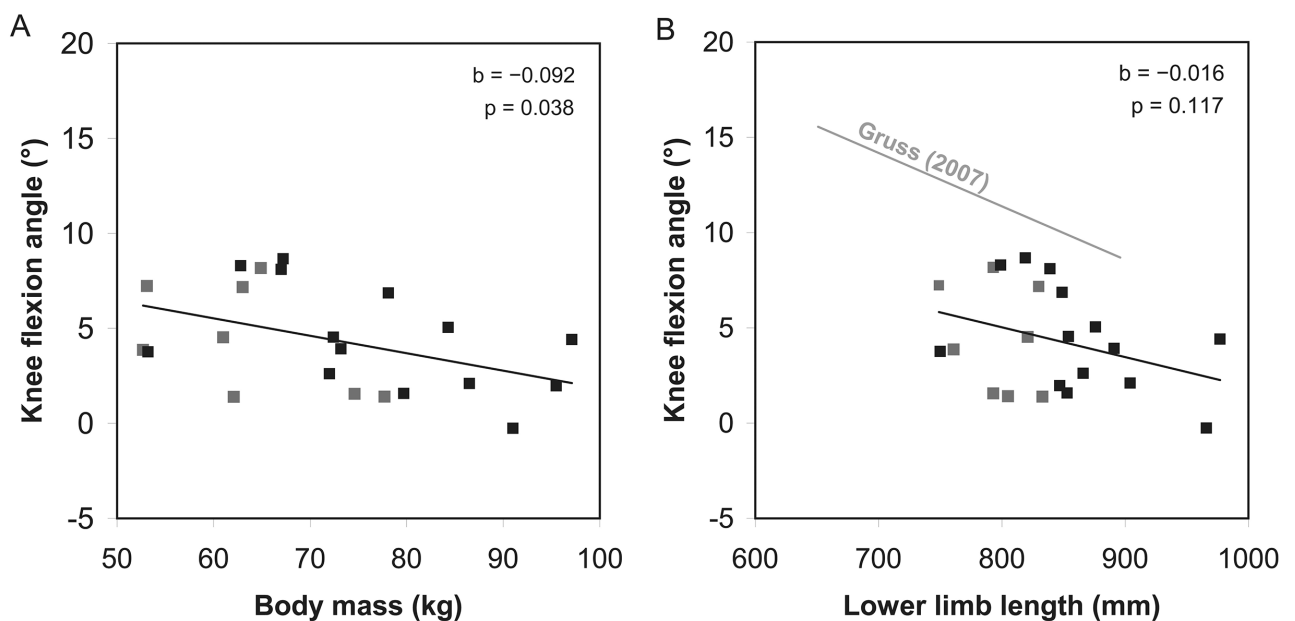 A
20
15
10
5
0
-5
Knee flexion angle (°)
b = −0.092
p = 0.038
50 60 70 80 90 100
Body mass (kg)
B
20
15
10
5
0
-5
Knee flexion angle (°)
b = −0.016
p = 0.117
Gruss (2007)
600 700 800 900 1000
Lower limb length (mm)